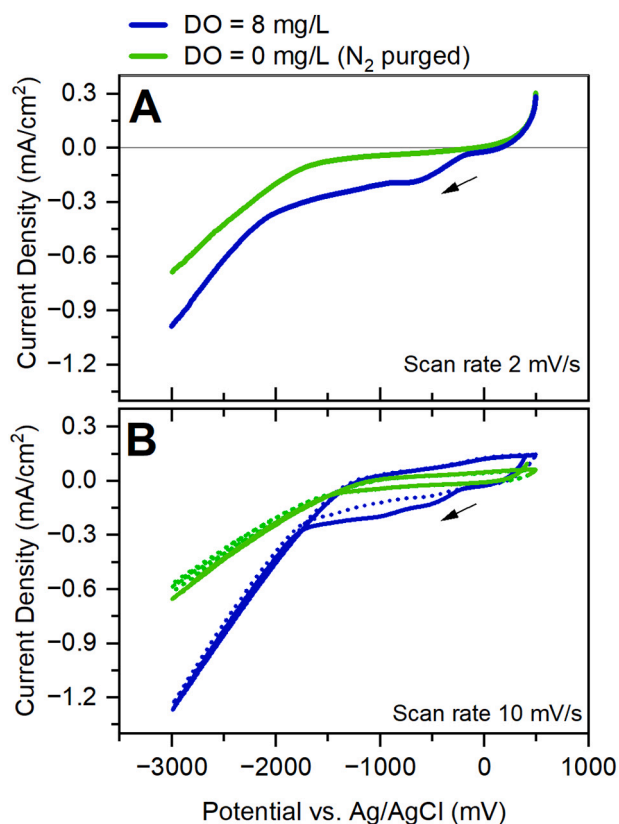 DO = 8 mg/L
DO = 0 mg/L (N₂ purged)
A
0.3
0.0
−0.3
−0.6
−0.9
−1.2
Current Density (mA/cm²)
Scan rate 2 mV/s
B
0.3
0.0
−0.3
−0.6
−0.9
−1.2
Current Density (mA/cm²)
Scan rate 10 mV/s
−3000 −2000 −1000 0 1000
Potential vs. Ag/AgCl (mV)